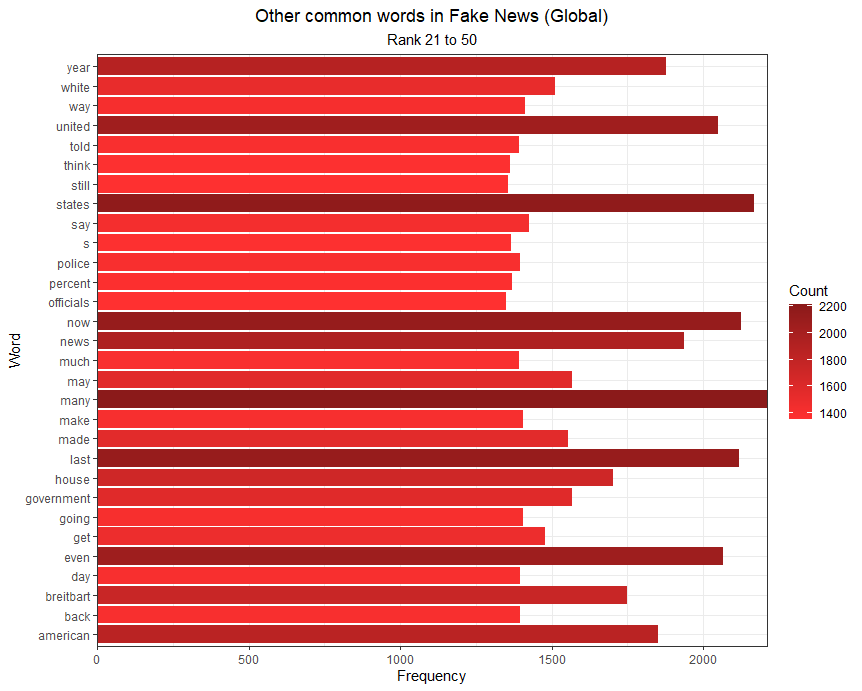 Other common words in Fake News (Global)
Rank 21 to 50
year
white
way
united
told
think
still
states
say
s
police
percent
officials
now
news
much
may
many
make
made
last
house
government
going
get
even
day
breitbart
back
american
Word
0 500 1000 1500 2000
Frequency
Count
2200
2000
1800
1600
1400